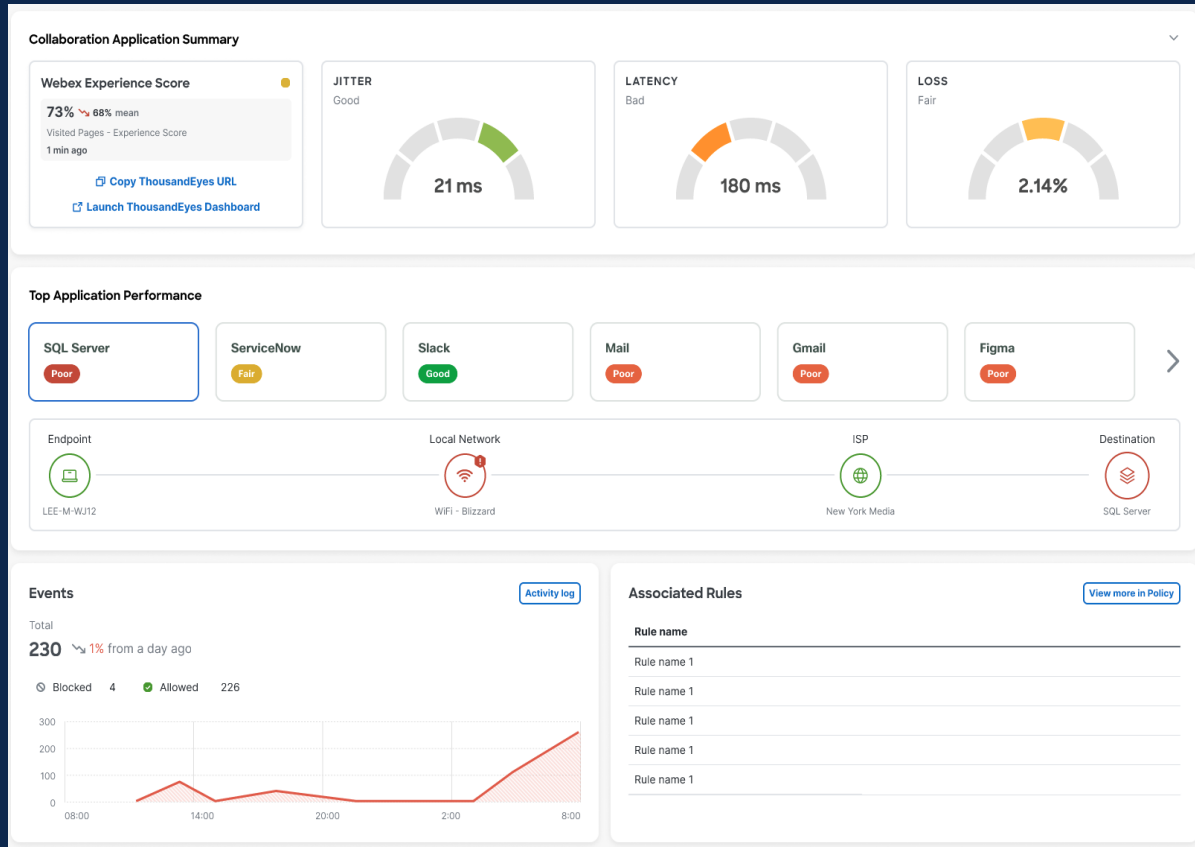 Collaboration Application Summary
Webex Experience Score
73% 68% mean
Visited Pages - Experience Score
1 min ago
Copy ThousandEyes URL
Launch ThousandEyes Dashboard
JITTER
Good
21 ms
LATENCY
Bad
180 ms
LOSS
Fair
2.14%
Top Application Performance
SQL Server
Poor
ServiceNow
Fair
Slack
Good
Mail
Poor
Gmail
Poor
Figma
Poor
Endpoint
LEE-M-WJ12
Local Network
WiFi - Blizzard
ISP
New York Media
Destination
SQL Server
Events
Activity log
Total
230 1% from a day ago
Blocked 4 Allowed 226
300
200
100
0
08:00 14:00 20:00 2:00 8:00
Associated Rules
View more in Policy
Rule name
Rule name 1
Rule name 1
Rule name 1
Rule name 1
Rule name 1